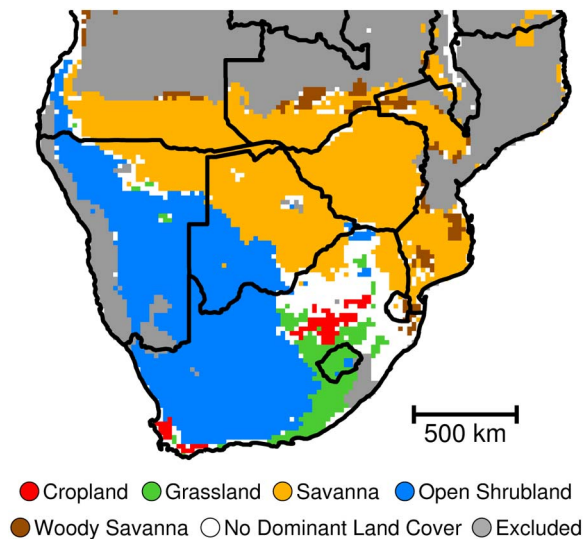 500 km
Cropland Grassland Savanna Open Shrubland
Woody Savanna No Dominant Land Cover Excluded